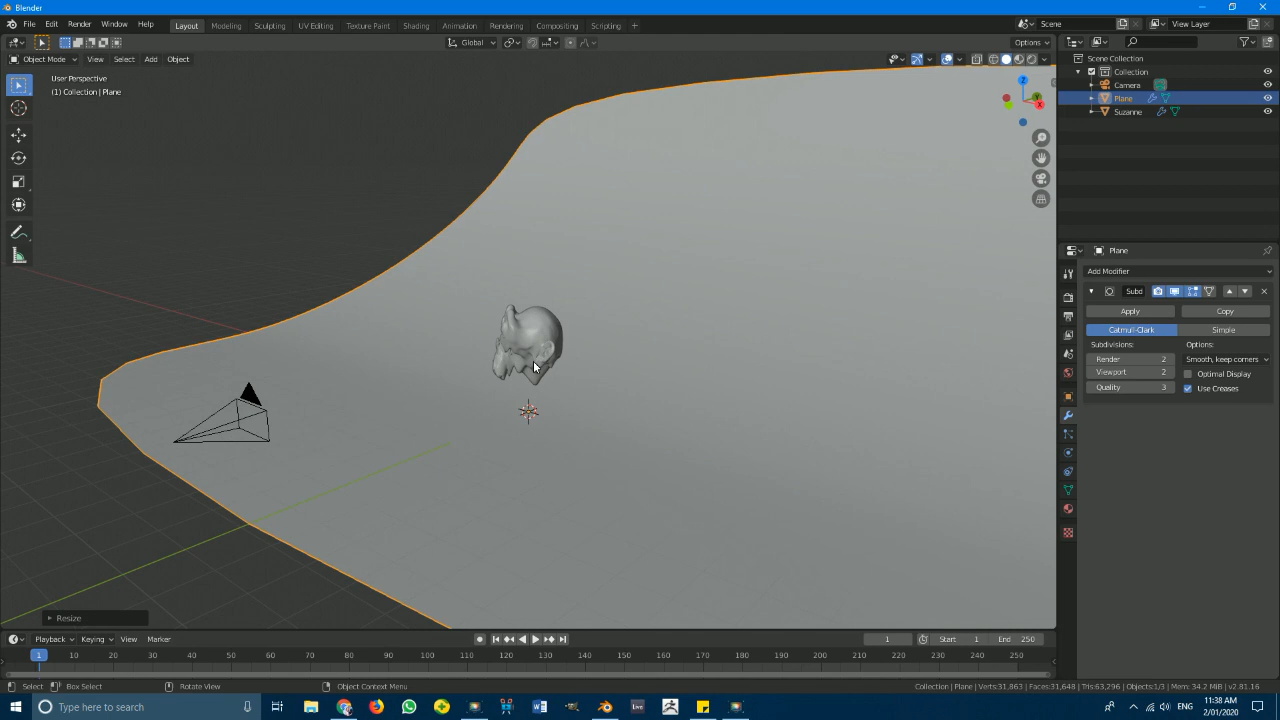 Blender
File Edit Render Window Help
Layout Modeling Sculpting UV Editing Texture Paint Shading Animation Rendering Compositing Scripting +
Scene View Layer
Global Options
Object Mode View Select Add Object
User Perspective
(1) Collection | Plane
Z
Y
X
Scene Collection
Collection
Camera
Plane
Suzanne
Plane
Add Modifier
Subd
Apply Copy
Catmull-Clark Simple
Subdivisions: Options:
Render 2 Smooth, keep corners
Viewport 2 Optimal Display
Quality 3 Use Creases
Resize
Playback Keying View Marker 1 Start 1 End 250
1 10 20 30 40 50 60 70 80 90 100 110 120 130 140 150 160 170 180 190 200 210 220 230 240 250
Select Box Select Rotate View Object Context Menu Collection | Plane | Verts:31,863 | Faces:31,648 | Tris:63,296 | Objects:1/3 | Mem: 34.2 MiB | v2.81.16
Type here to search Live ENG 11:38 AM
2/01/2020